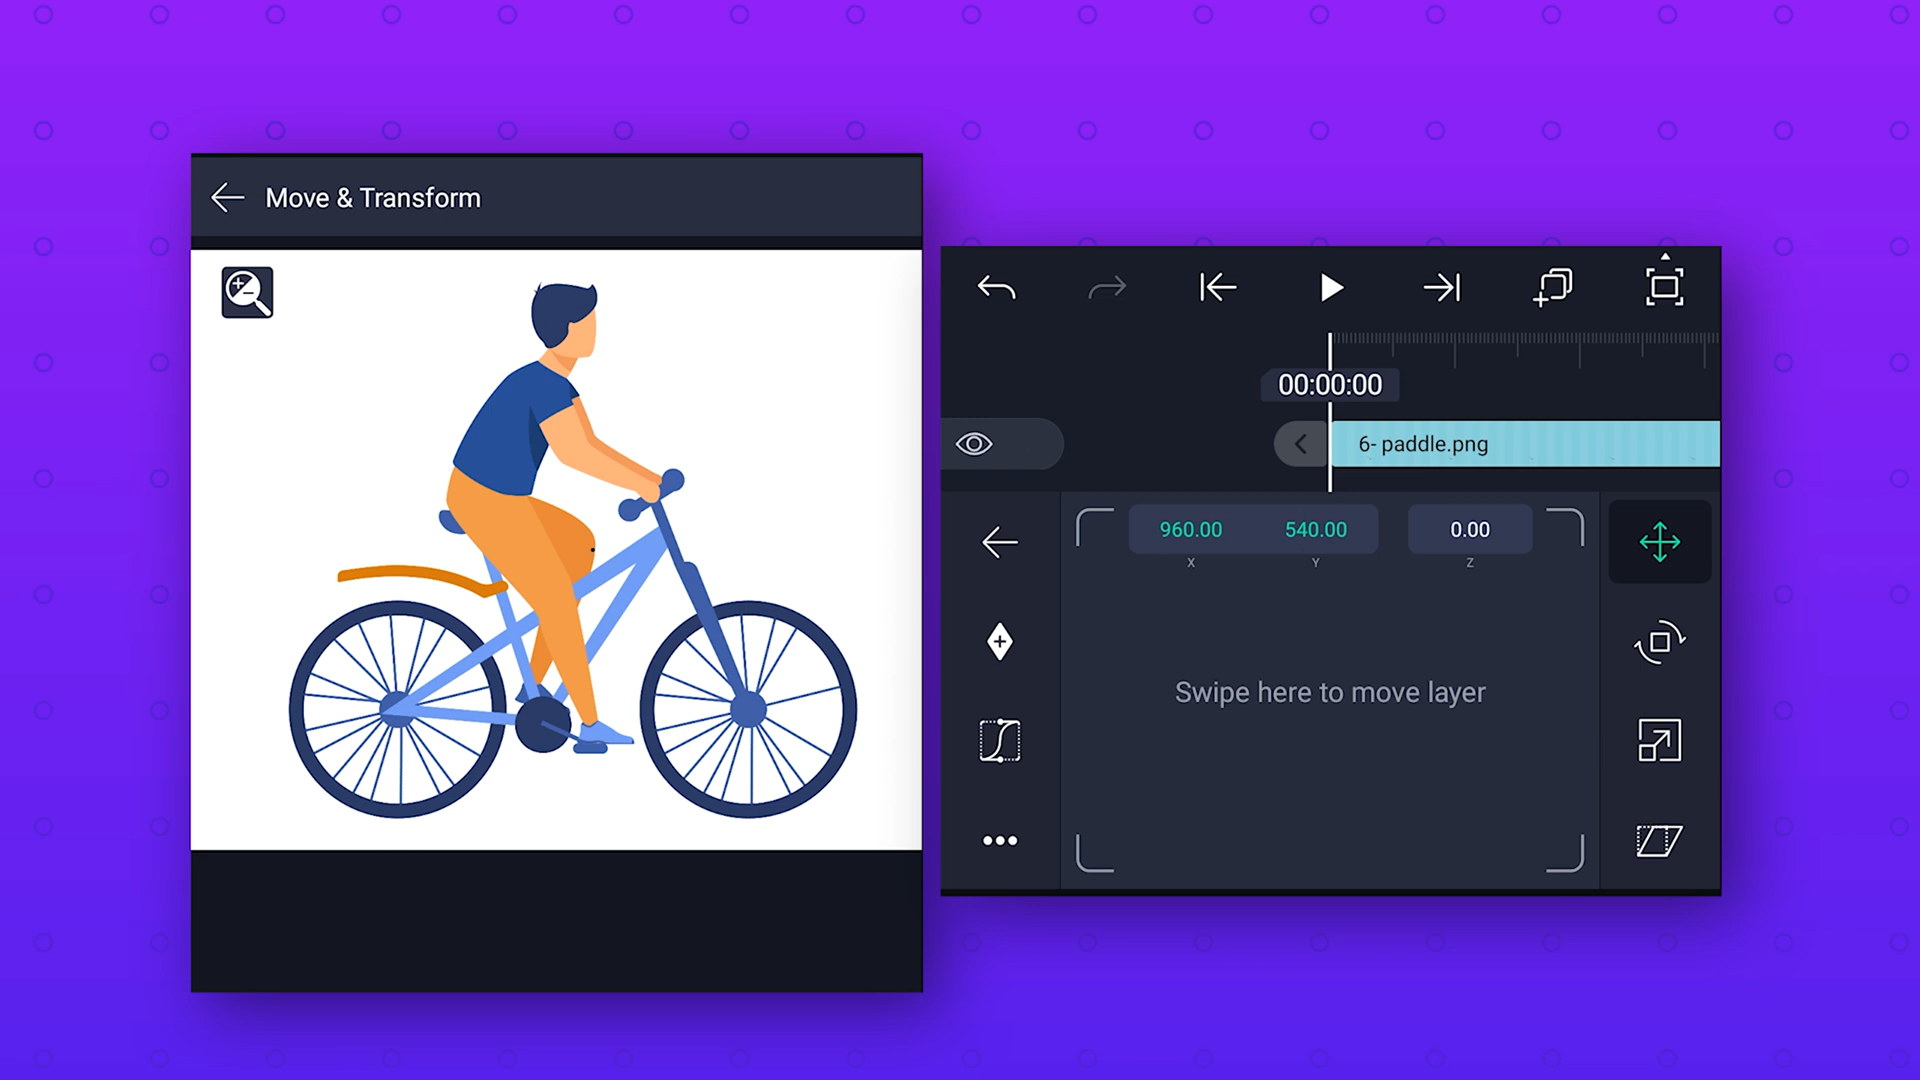 Move & Transform
00:00:00
6- paddle.png
960.00 540.00 0.00
X Y Z
Swipe here to move layer